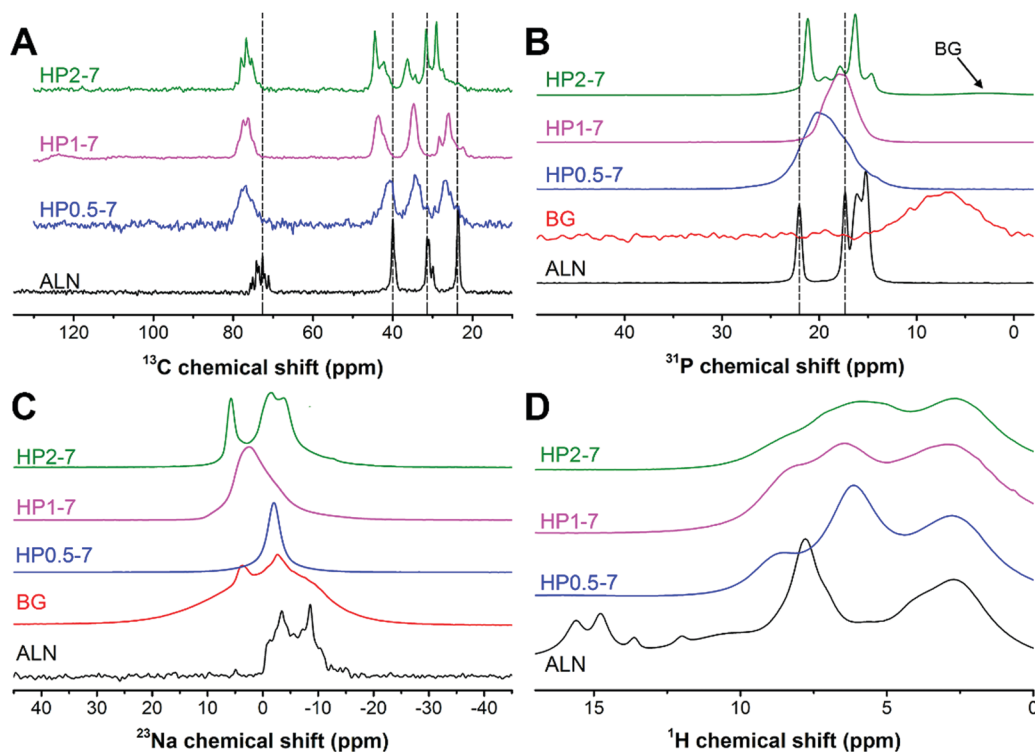 A
HP2-7
HP1-7
HP0.5-7
ALN
120 100 80 60 40 20
¹³C chemical shift (ppm)
B
BG
HP2-7
HP1-7
HP0.5-7
BG
ALN
40 30 20 10 0
³¹P chemical shift (ppm)
C
HP2-7
HP1-7
HP0.5-7
BG
ALN
40 30 20 10 0 -10 -20 -30 -40
²³Na chemical shift (ppm)
D
HP2-7
HP1-7
HP0.5-7
ALN
15 10 5 0
¹H chemical shift (ppm)